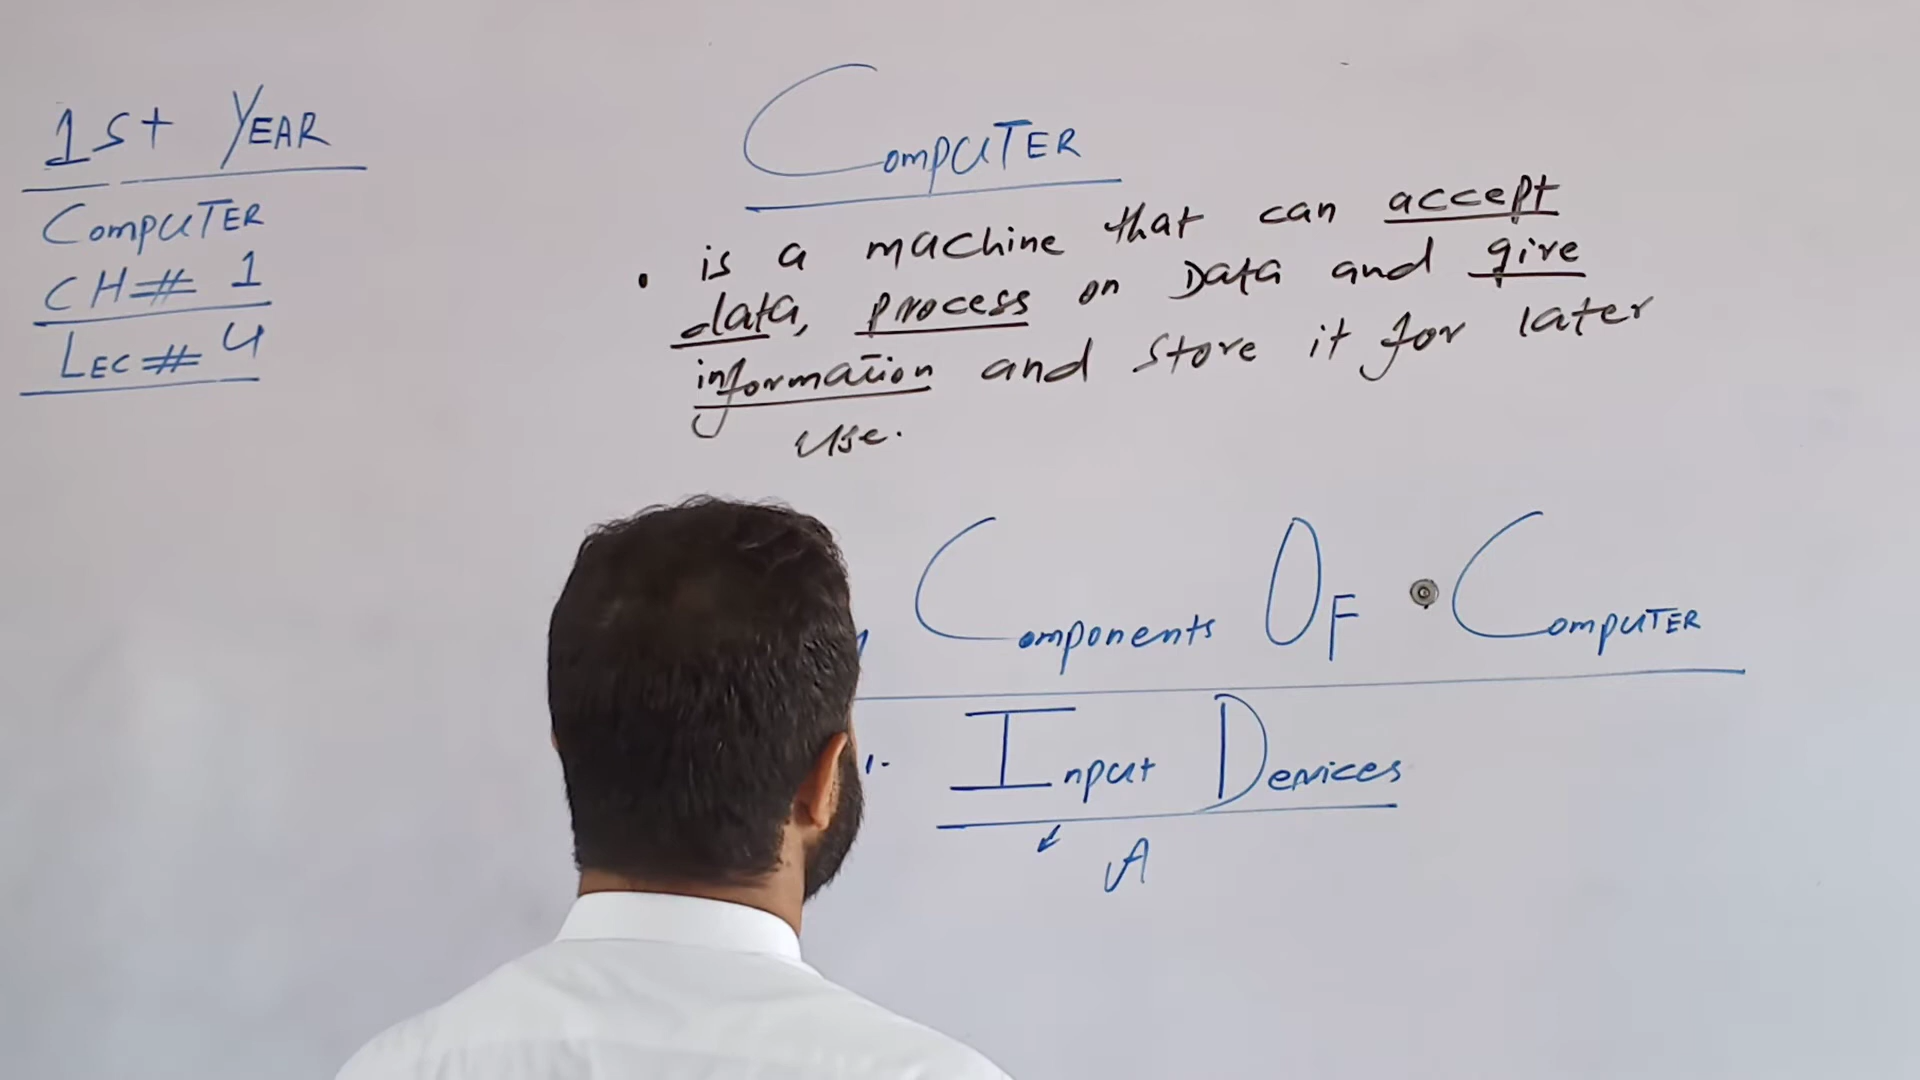 1st YEAR
COMPUTER
CH# 1
LEC# 4
COMPUTER
• is a machine that can accept
data, process on Data and give
information and store it for later
use.
Components OF COMPUTER
1. Input Devices
A